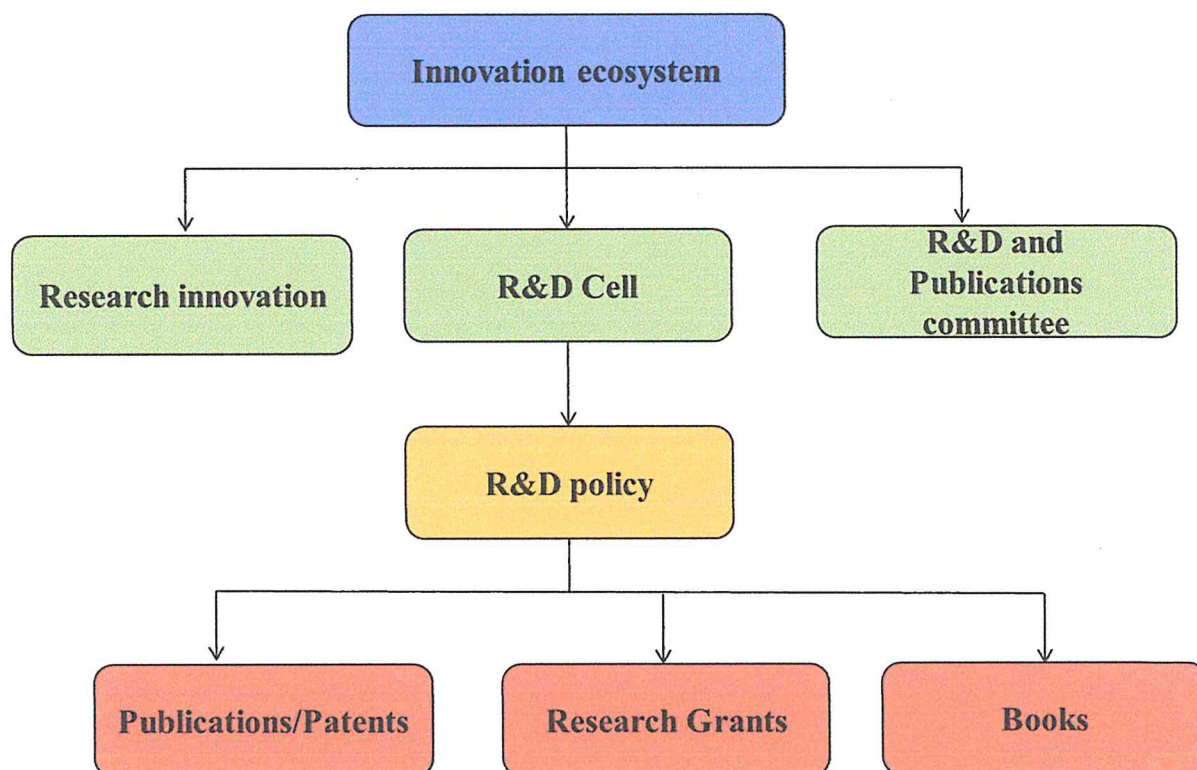 Innovation ecosystem
Research innovation
R&D Cell
R&D and
Publications
committee
R&D policy
Publications/Patents
Research Grants
Books